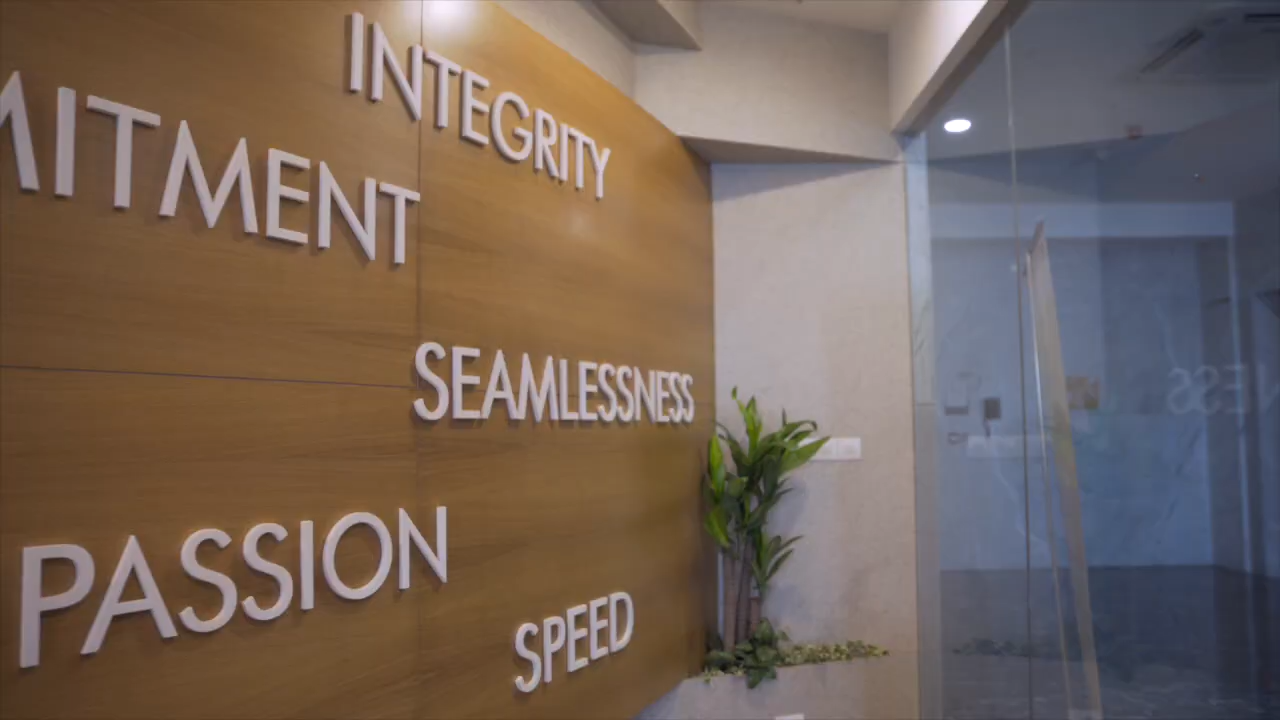 INTEGRITY
MITMENT
SEAMLESSNESS
PASSION
SPEED